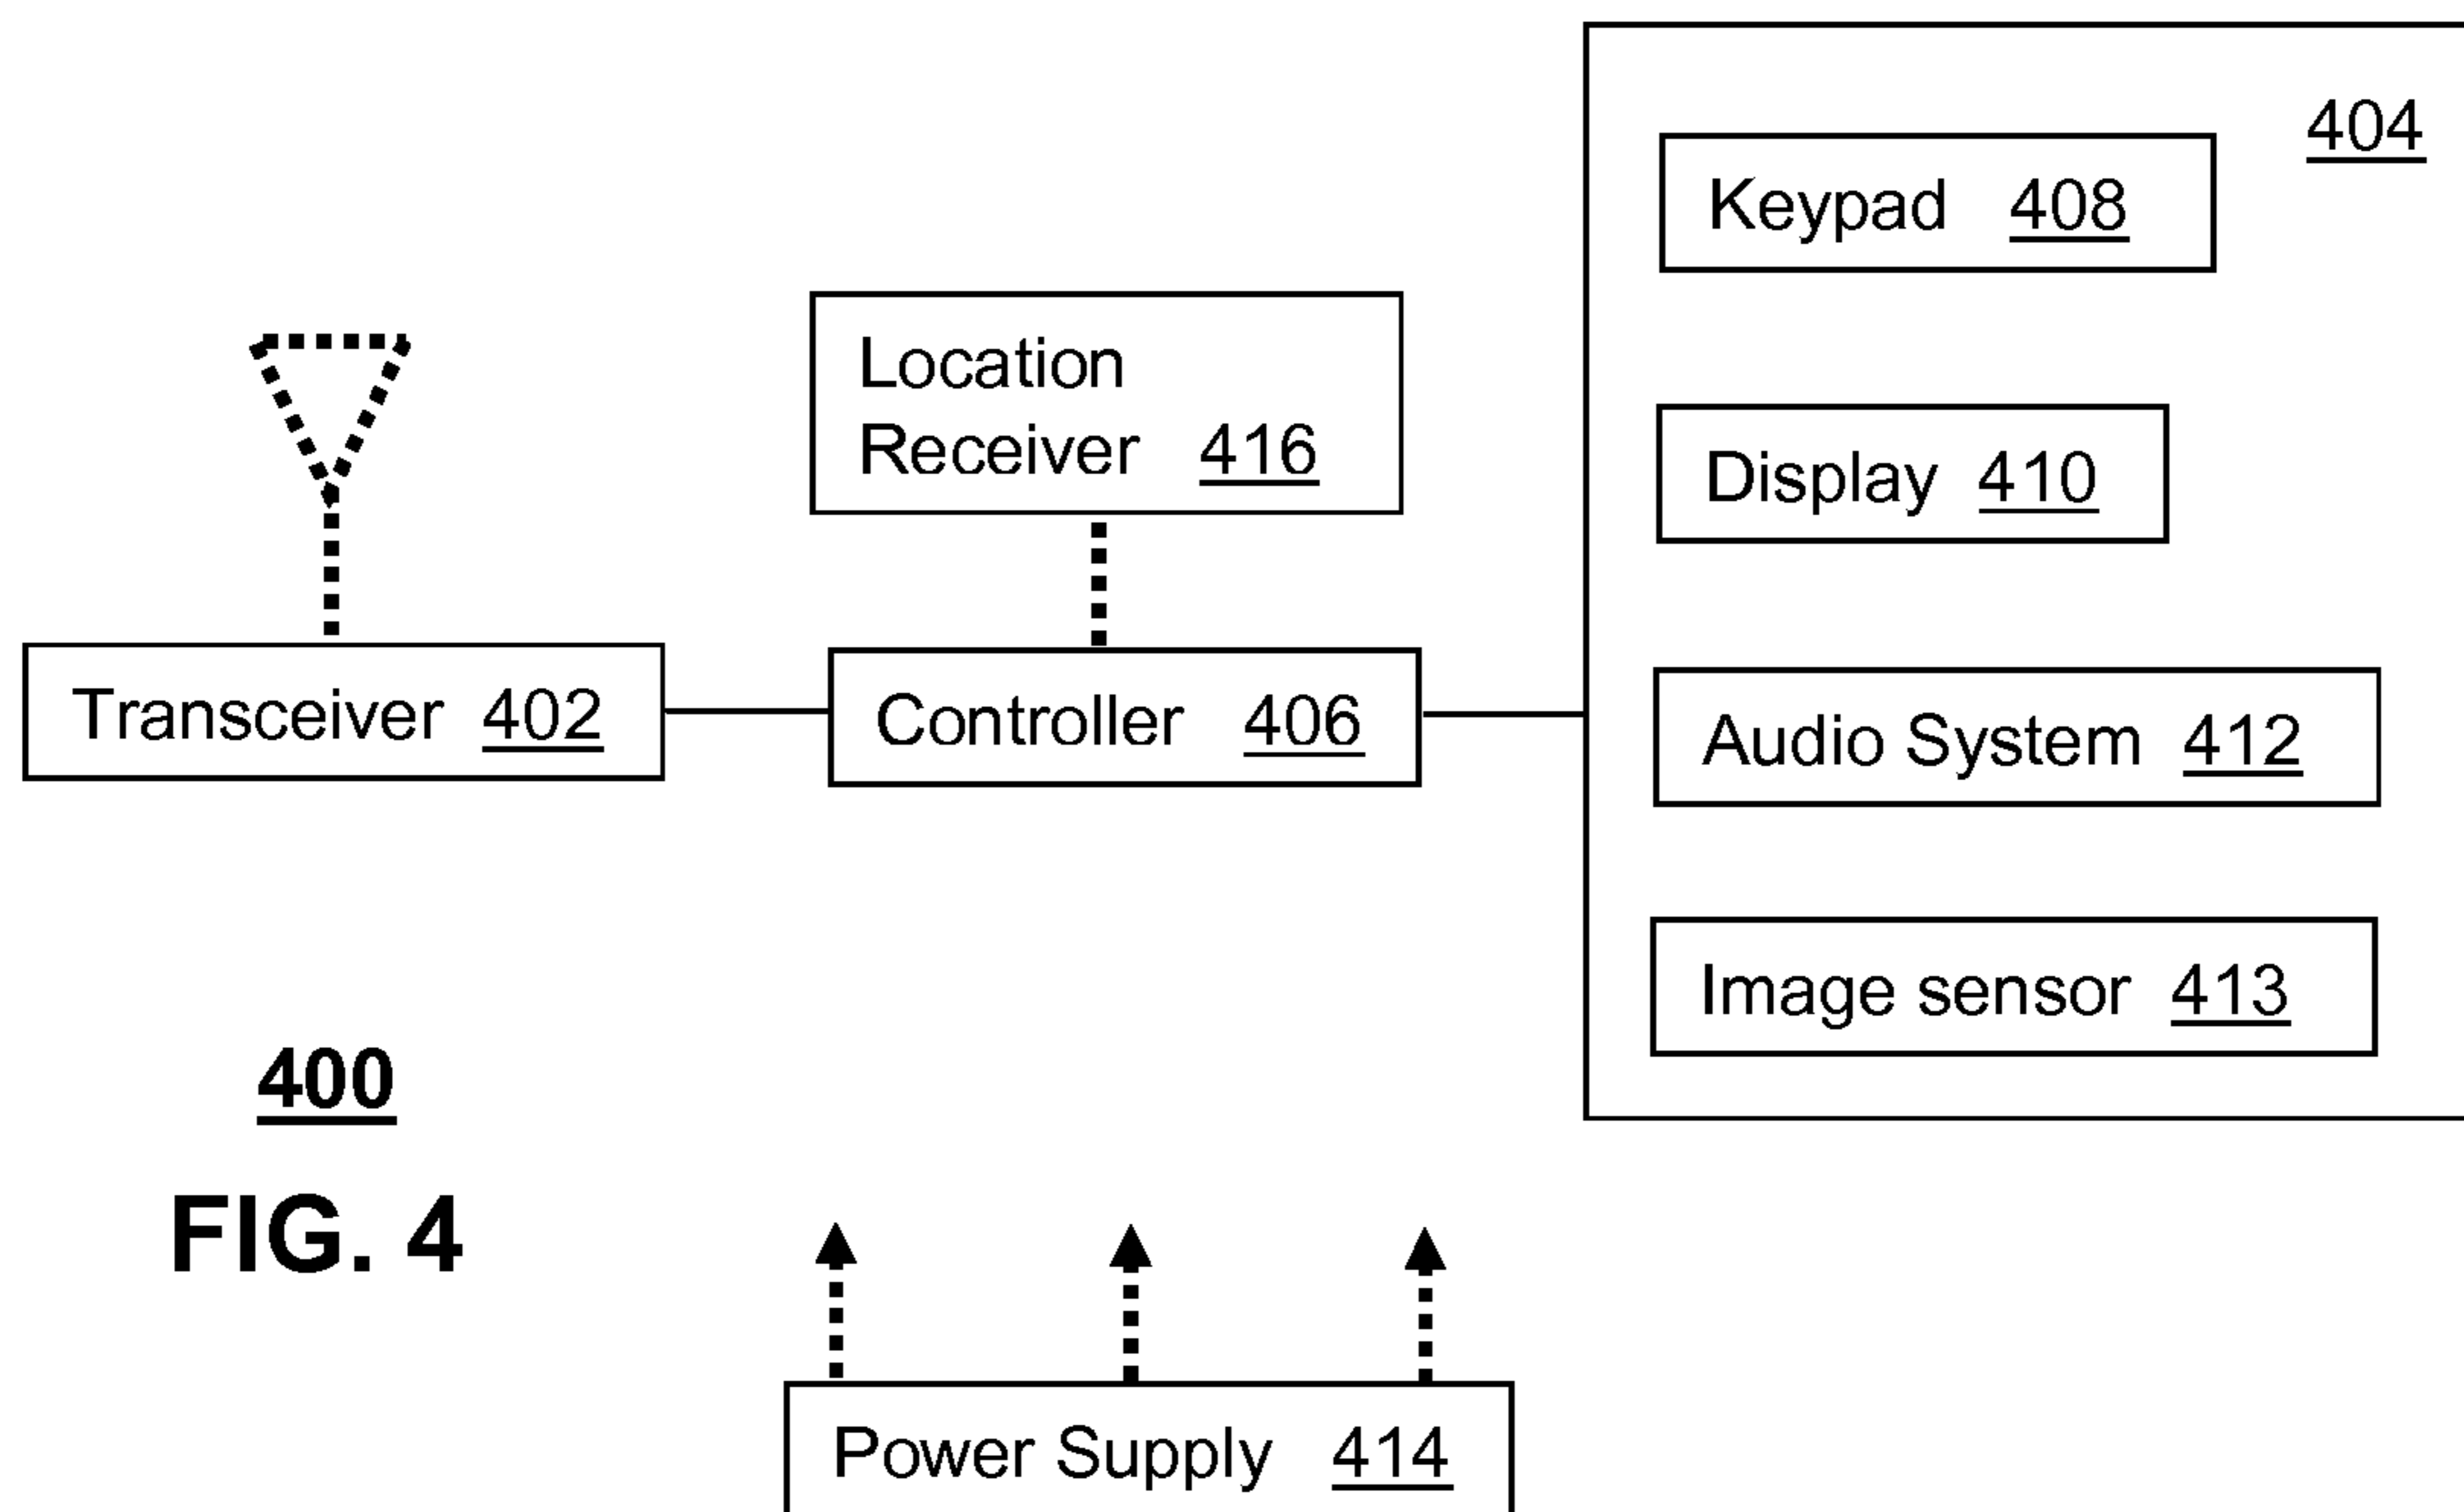 404
Keypad 408
Location
Receiver 416
Display 410
Transceiver 402
Controller 406
Audio System 412
Image sensor 413
400
FIG. 4
Power Supply 414